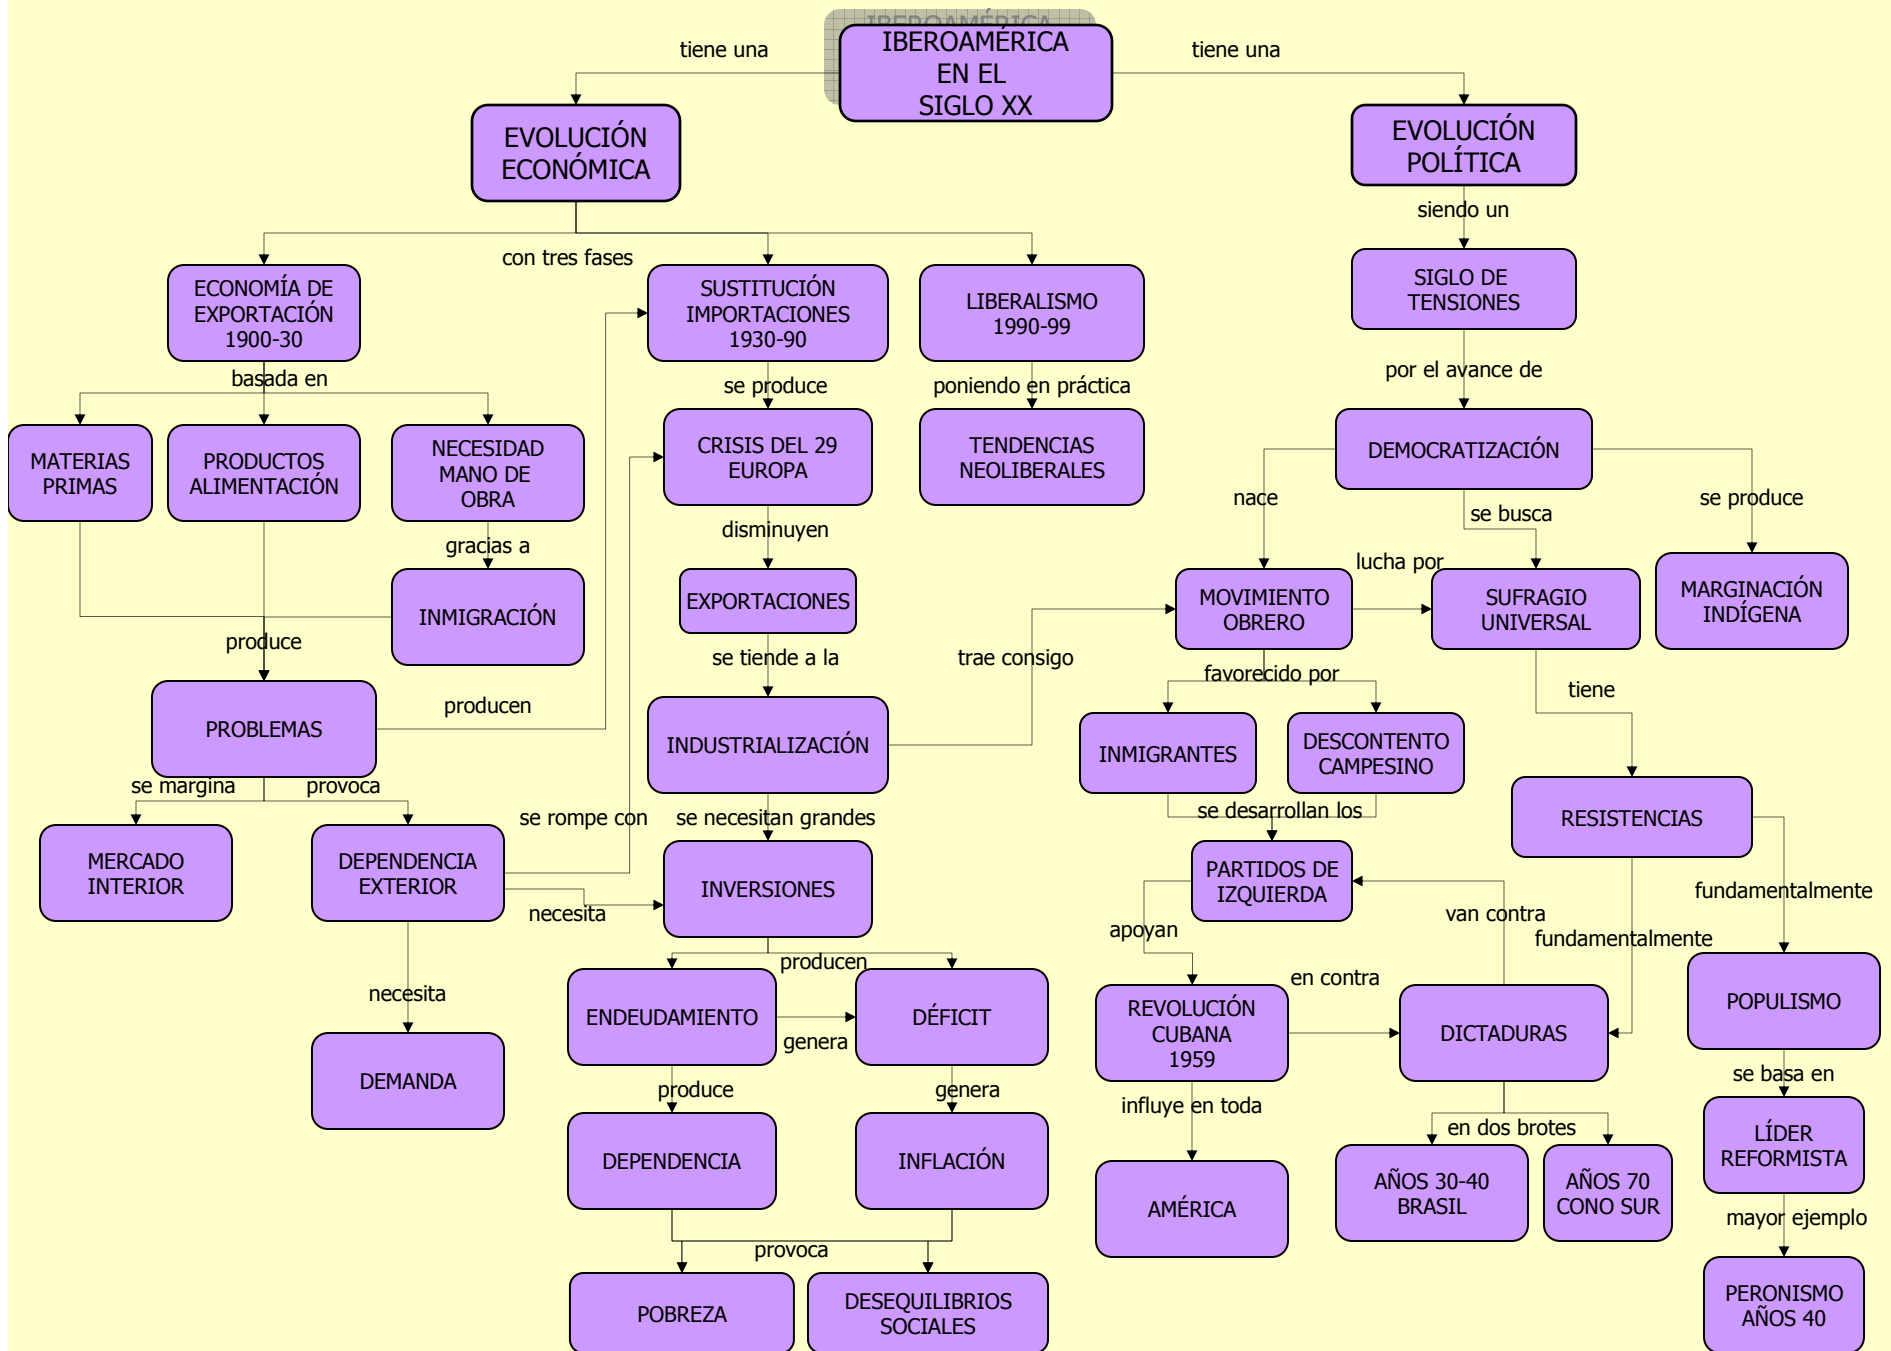 IBEROAMÉRICA
IBEROAMÉRICA
EN EL
SIGLO XX
tiene una
tiene una
EVOLUCIÓN
ECONÓMICA
EVOLUCIÓN
POLÍTICA
siendo un
con tres fases
ECONOMÍA DE
EXPORTACIÓN
1900-30
SUSTITUCIÓN
IMPORTACIONES
1930-90
LIBERALISMO
1990-99
SIGLO DE
TENSIONES
basada en
se produce
poniendo en práctica
por el avance de
MATERIAS
PRIMAS
PRODUCTOS
ALIMENTACIÓN
NECESIDAD
MANO DE
OBRA
CRISIS DEL 29
EUROPA
TENDENCIAS
NEOLIBERALES
DEMOCRATIZACIÓN
nace
se busca
se produce
gracias a
disminuyen
lucha por
INMIGRACIÓN
EXPORTACIONES
MOVIMIENTO
OBRERO
SUFRAGIO
UNIVERSAL
MARGINACIÓN
INDÍGENA
produce
se tiende a la
trae consigo
favorecido por
tiene
PROBLEMAS
producen
INDUSTRIALIZACIÓN
INMIGRANTES
DESCONTENTO
CAMPESINO
se margina
provoca
se rompe con
se necesitan grandes
se desarrollan los
RESISTENCIAS
MERCADO
INTERIOR
DEPENDENCIA
EXTERIOR
necesita
INVERSIONES
PARTIDOS DE
IZQUIERDA
apoyan
van contra
fundamentalmente
fundamentalmente
necesita
producen
en contra
DEMANDA
ENDEUDAMIENTO
genera
DÉFICIT
REVOLUCIÓN
CUBANA
1959
DICTADURAS
POPULISMO
produce
genera
influye en toda
en dos brotes
se basa en
DEPENDENCIA
INFLACIÓN
AMÉRICA
AÑOS 30-40
BRASIL
AÑOS 70
CONO SUR
LÍDER
REFORMISTA
provoca
mayor ejemplo
POBREZA
DESEQUILIBRIOS
SOCIALES
PERONISMO
AÑOS 40